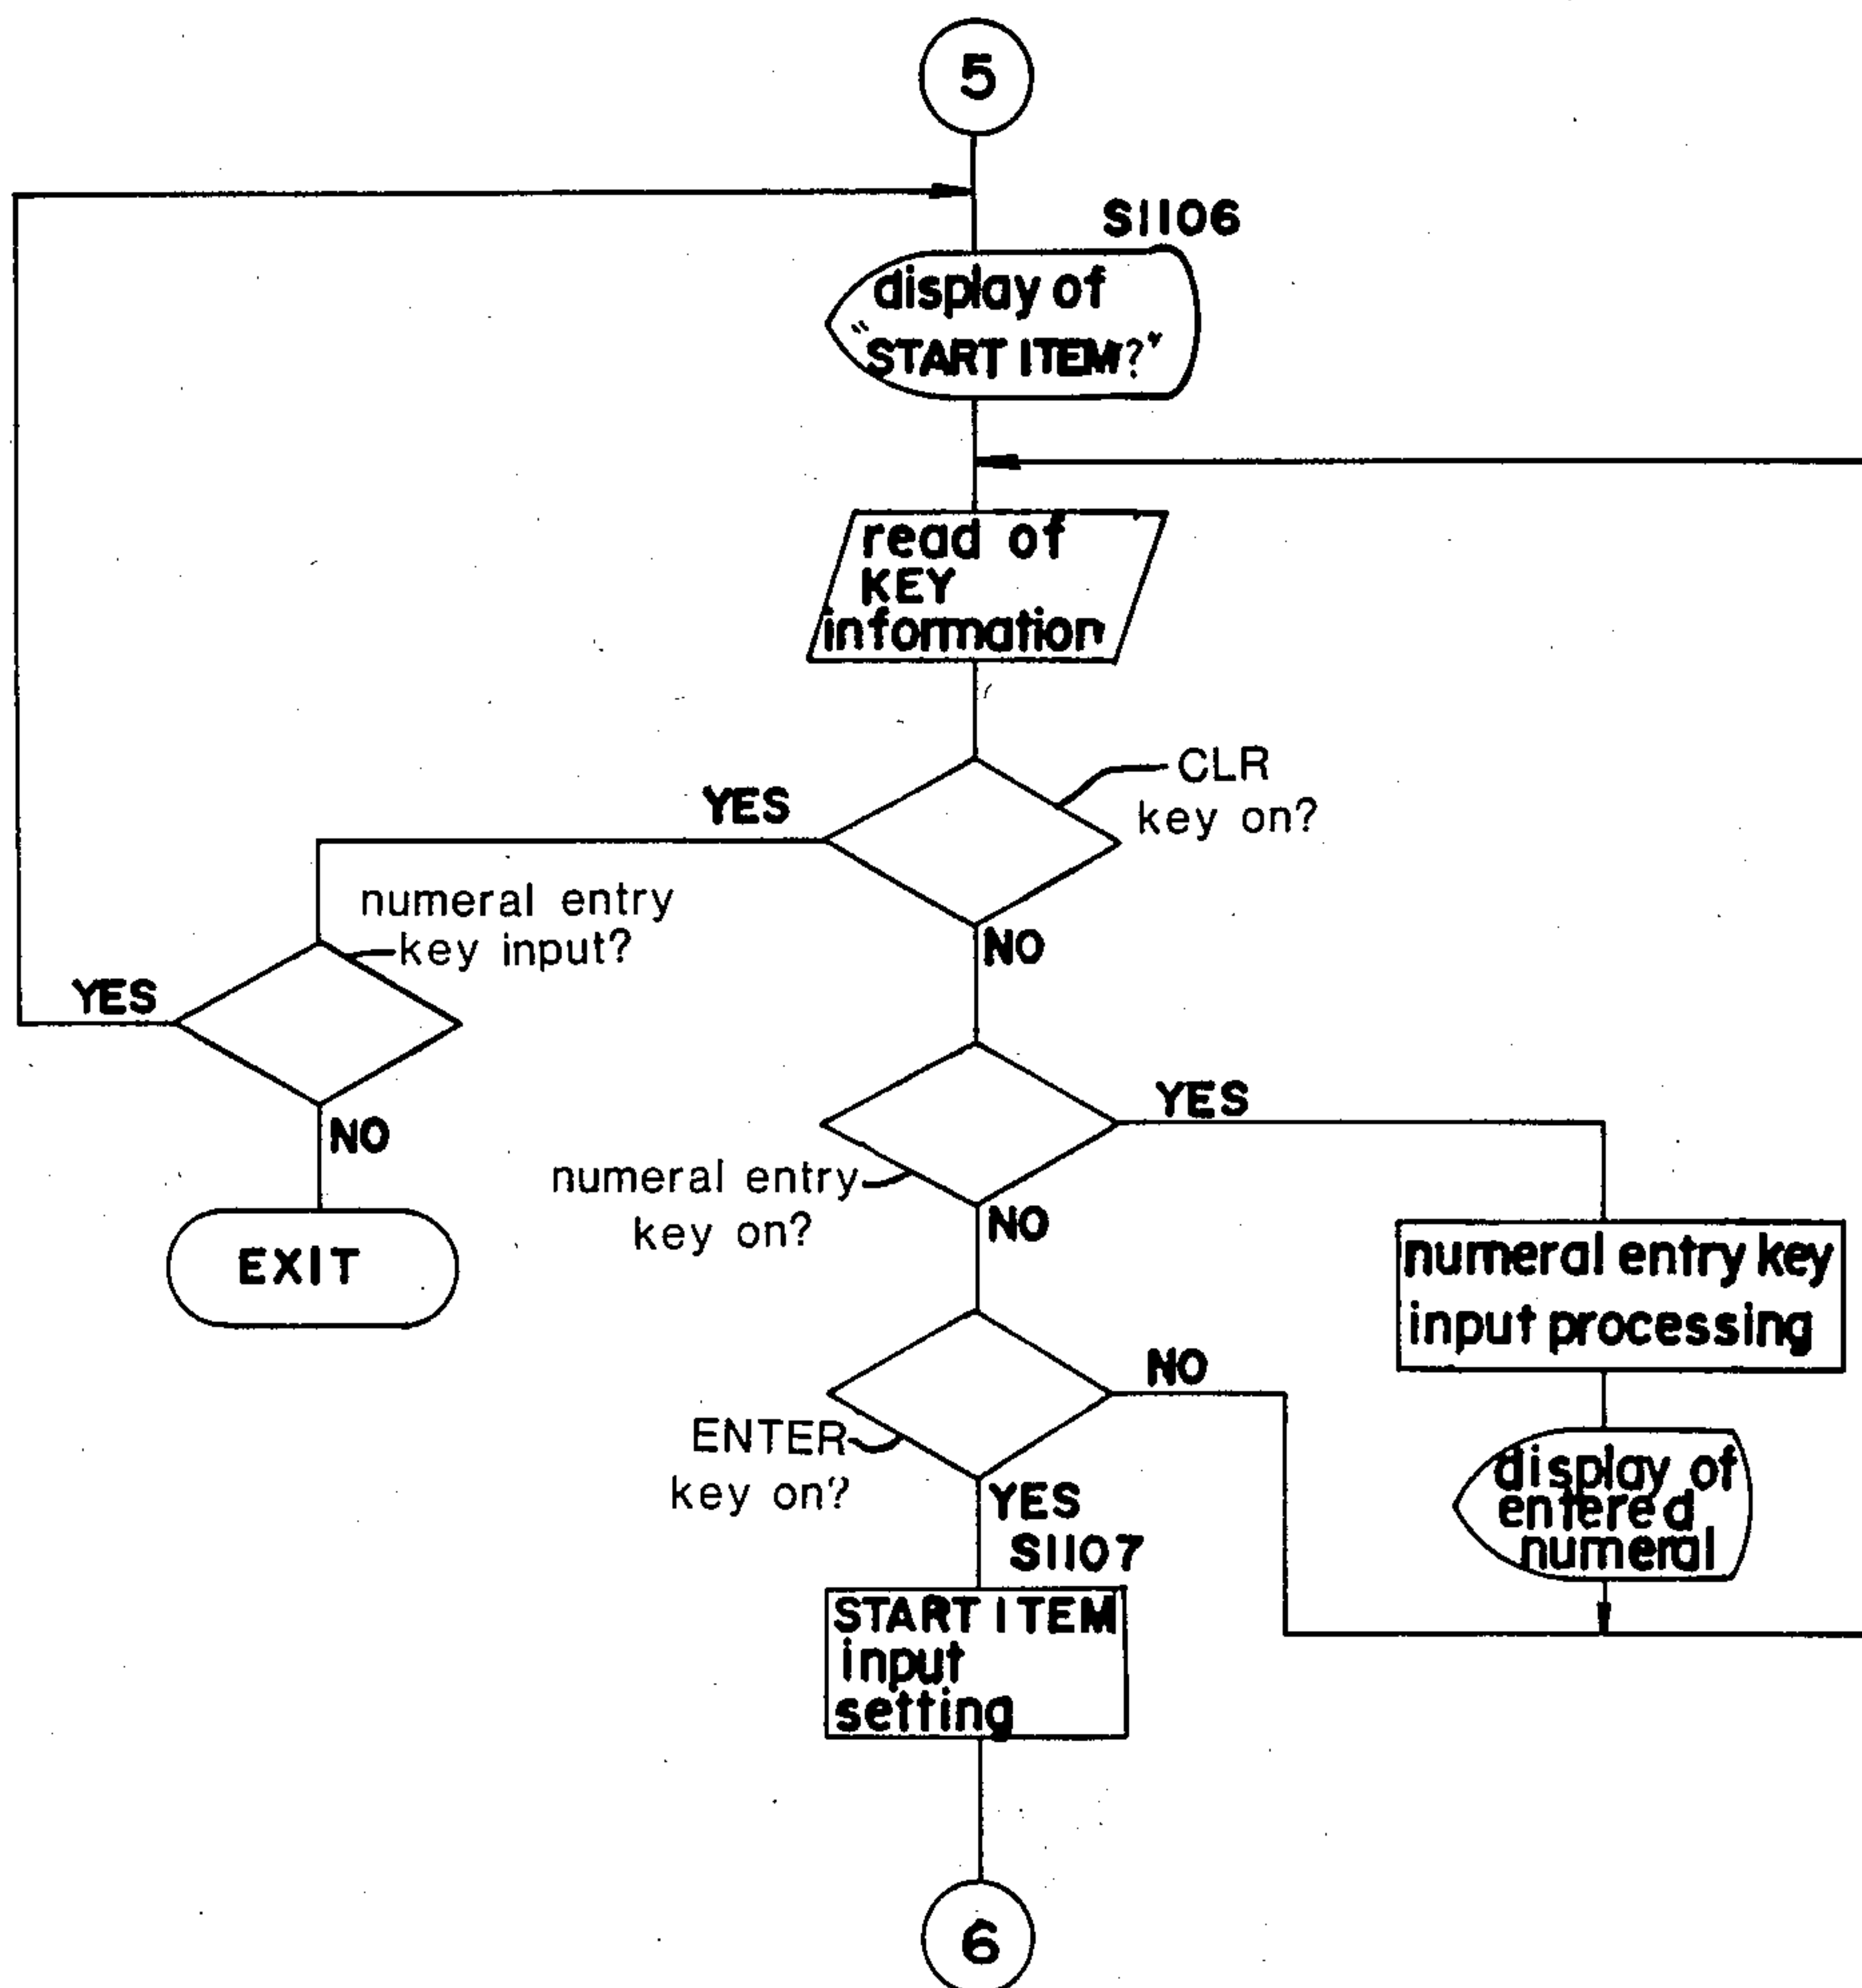 5
S1106
display of
"START ITEM?"
read of
KEY
information
CLR
key on?
YES
NO
numeral entry
key input?
YES
NO
EXIT
numeral entry
key on?
YES
NO
numeral entry key
input processing
display of
entered
numeral
ENTER
key on?
NO
YES
S1107
START ITEM
input
setting
6